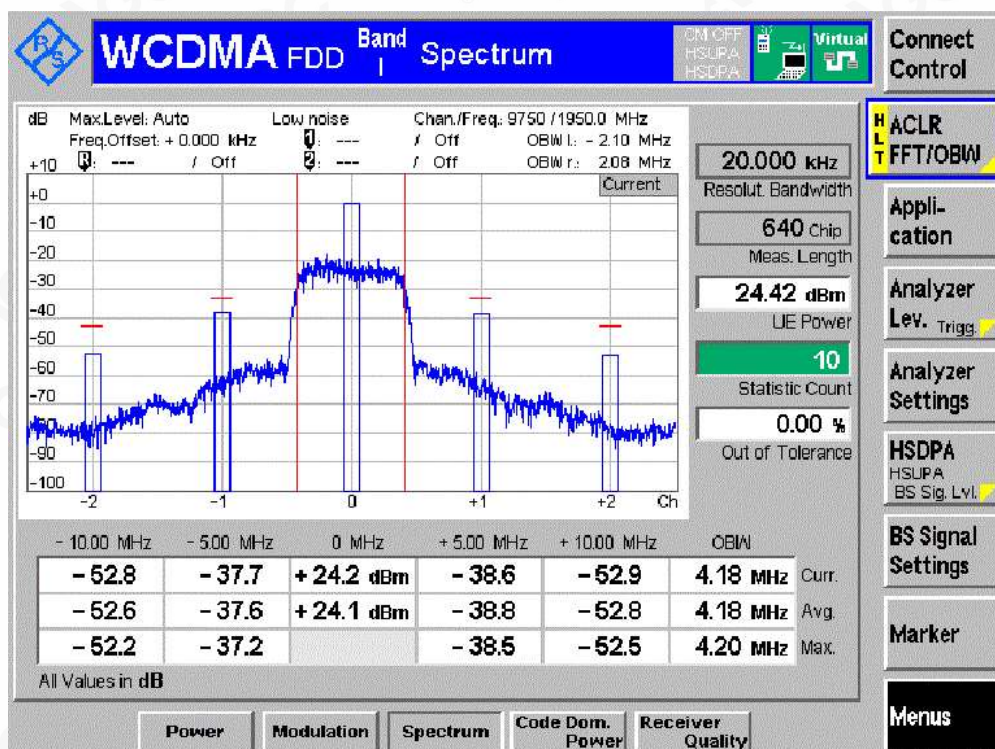 R S
WCDMA FDD Band I Spectrum
CM OFF
HSUPA
HSDPA
Virtual
Connect Control
dB Max.Level: Auto Low noise Chan./Freq.: 9750 / 1950.0 MHz
Freq.Offset: + 0.000 kHz 1: --- / Off OBW l.: - 2.10 MHz
R: --- / Off 2: --- / Off OBW r.: 2.08 MHz
Current
+10
+0
-10
-20
-30
-40
-50
-60
-70
-80
-90
-100
-2 -1 0 +1 +2 Ch
20.000 kHz
Resolut. Bandwidth
640 Chip
Meas. Length
24.42 dBm
UE Power
10
Statistic Count
0.00 %
Out of Tolerance
- 10.00 MHz - 5.00 MHz 0 MHz + 5.00 MHz + 10.00 MHz OBW
- 52.8 - 37.7 + 24.2 dBm - 38.6 - 52.9 4.18 MHz Curr.
- 52.6 - 37.6 + 24.1 dBm - 38.8 - 52.8 4.18 MHz Avg.
- 52.2 - 37.2 - 38.5 - 52.5 4.20 MHz Max.
All Values in dB
HLT
ACLR
FFT/OBW
Appli-
cation
Analyzer
Lev. Trigg.
Analyzer
Settings
HSDPA
HSUPA
BS Sig. Lvl.
BS Signal
Settings
Marker
Menus
Power
Modulation
Spectrum
Code Dom.
Power
Receiver
Quality